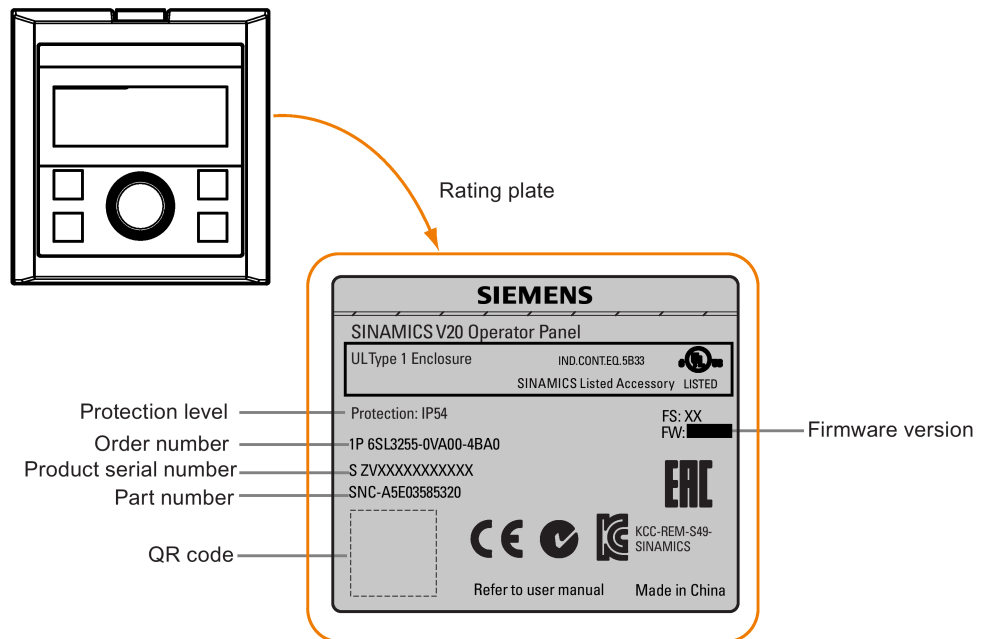 Rating plate
SIEMENS
SINAMICS V20 Operator Panel
UL Type 1 Enclosure
IND.CONT.EQ.5B33
SINAMICS Listed Accessory
c UL us
LISTED
Protection level
Protection: IP54
FS: XX
Order number
1P 6SL3255-0VA00-4BA0
FW:
Firmware version
Product serial number
S ZVXXXXXXXXXXX
Part number
SNC-A5E03585320
EAC
QR code
CE
KCC-REM-S49-
SINAMICS
Refer to user manual
Made in China